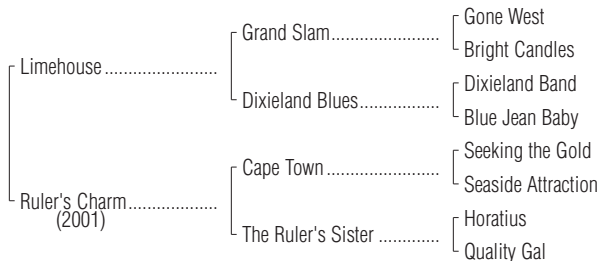 Gone West
Grand Slam......................
Bright Candles
Limehouse .......................
Dixieland Band
Dixieland Blues.................
Blue Jean Baby
Seeking the Gold
Cape Town .......................
Seaside Attraction
Ruler's Charm..................
(2001)
Horatius
The Ruler's Sister .............
Quality Gal